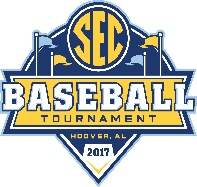 SEC
BASEBALL
TOURNAMENT
HOOVER, AL
2017